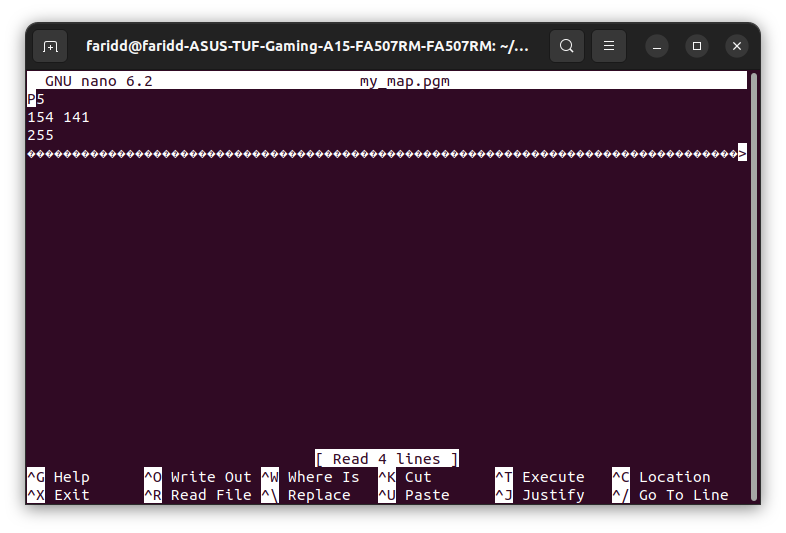 faridd@faridd-ASUS-TUF-Gaming-A15-FA507RM-FA507RM: ~/...
GNU nano 6.2 my_map.pgm
P5
154 141
255
>
[ Read 4 lines ]
^G Help ^O Write Out ^W Where Is ^K Cut ^T Execute ^C Location
^X Exit ^R Read File ^\ Replace ^U Paste ^J Justify ^/ Go To Line